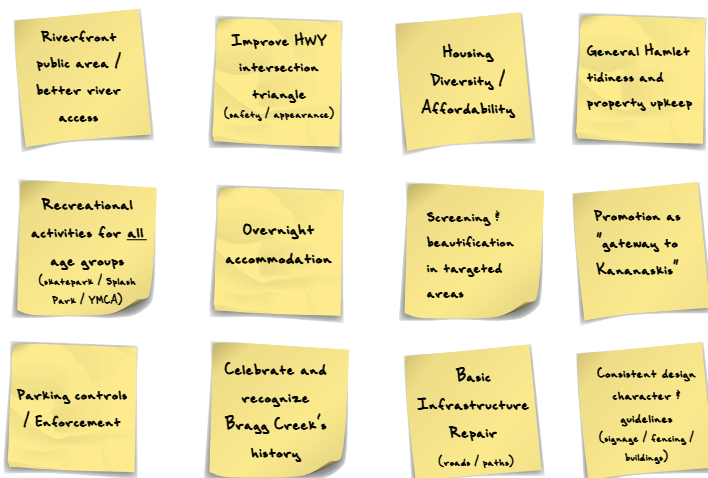 Riverfront
public area /
better river
access
Improve HWY
intersection
triangle
(safety / appearance)
Housing
Diversity /
Affordability
General Hamlet
tidiness and
property upkeep
Recreational
activities for all
age groups
(skatepark / Splash
Park / YMCA)
Overnight
accommodation
Screening &
beautification
in targeted
areas
Promotion as
"gateway to
Kananaskis"
Parking controls
/ Enforcement
Celebrate and
recognize
Bragg Creek's
history
Basic
Infrastructure
Repair
(roads / paths)
Consistent design
character &
guidelines
(signage / fencing /
buildings)